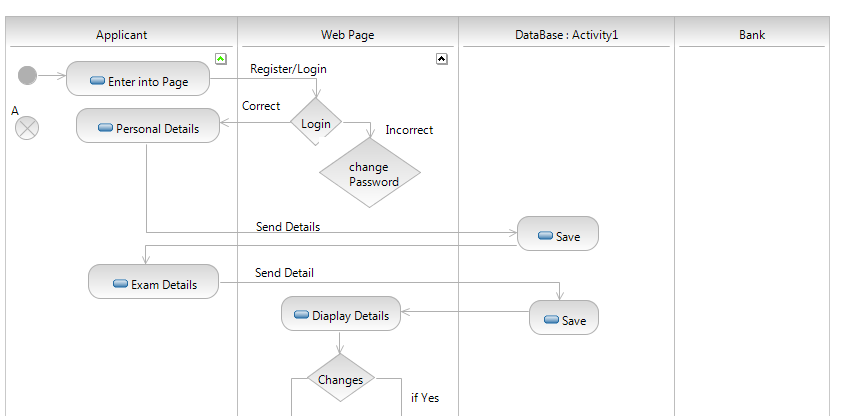 Applicant
Web Page
DataBase : Activity1
Bank
Enter into Page
Register/Login
A
Personal Details
Correct
Login
Incorrect
change
Password
Send Details
Save
Exam Details
Send Detail
Diaplay Details
Save
Changes
if Yes